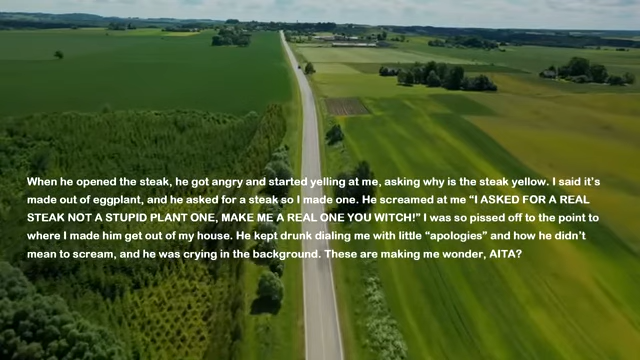 When he opened the steak, he got angry and started yelling at me, asking why is the steak yellow. I said it's
made out of eggplant, and he asked for a steak so I made one. He screamed at me “I ASKED FOR A REAL
STEAK NOT A STUPID PLANT ONE, MAKE ME A REAL ONE YOU WITCH!” I was so pissed off to the point to
where I made him get out of my house. He kept drunk dialing me with little “apologies” and how he didn't
mean to scream, and he was crying in the background. These are making me wonder, AITA?